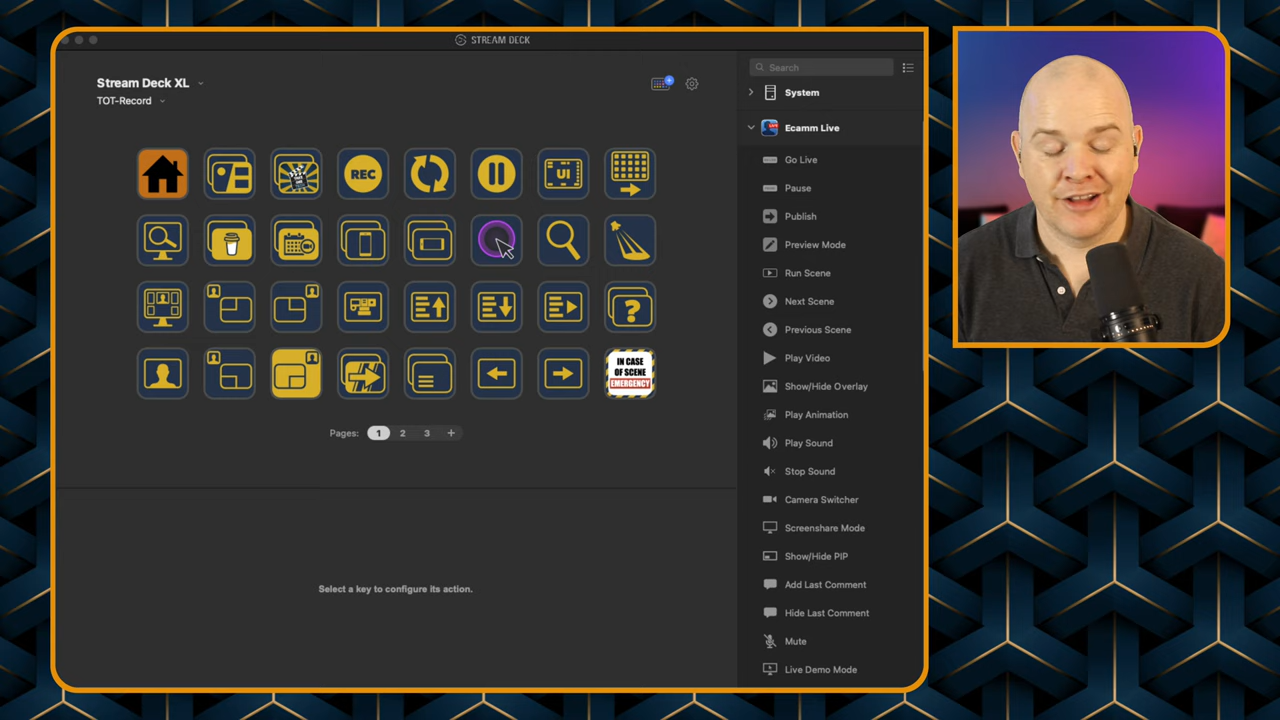 STREAM DECK
Stream Deck XL
TOT-Record
REC
UI
?
IN CASE
OF SCENE
EMERGENCY
Pages: 1 2 3 +
Select a key to configure its action.
Search
System
LIVE
Ecamm Live
Go Live
Pause
Publish
Preview Mode
Run Scene
Next Scene
Previous Scene
Play Video
Show/Hide Overlay
Play Animation
Play Sound
Stop Sound
Camera Switcher
Screenshare Mode
Show/Hide PIP
Add Last Comment
Hide Last Comment
Mute
Live Demo Mode